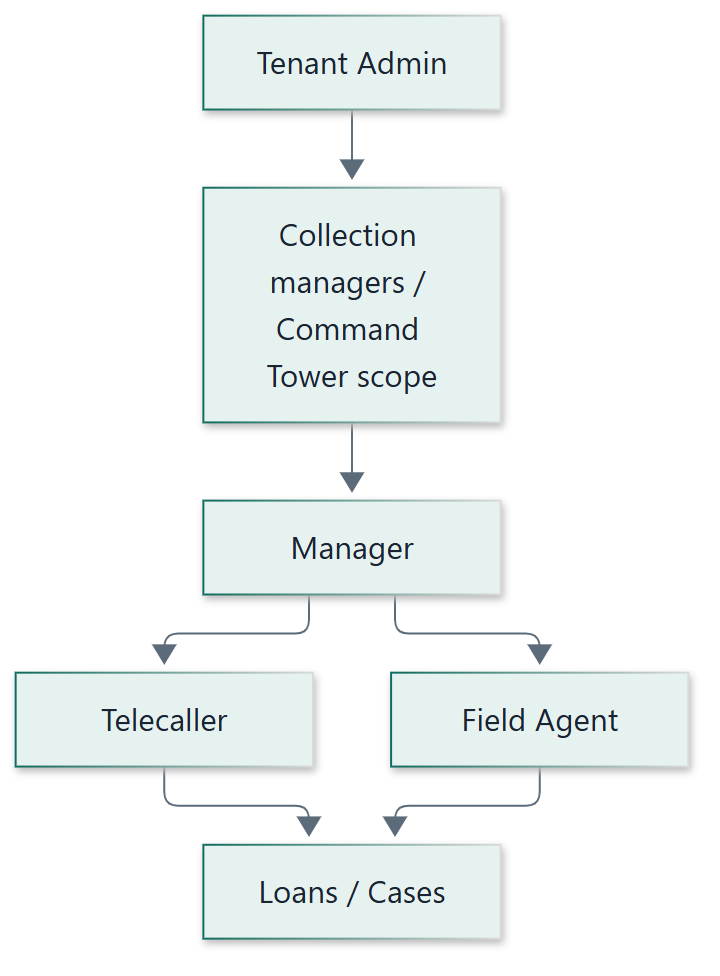 Tenant Admin
Collection
managers /
Command
Tower scope
Manager
Telecaller
Field Agent
Loans / Cases